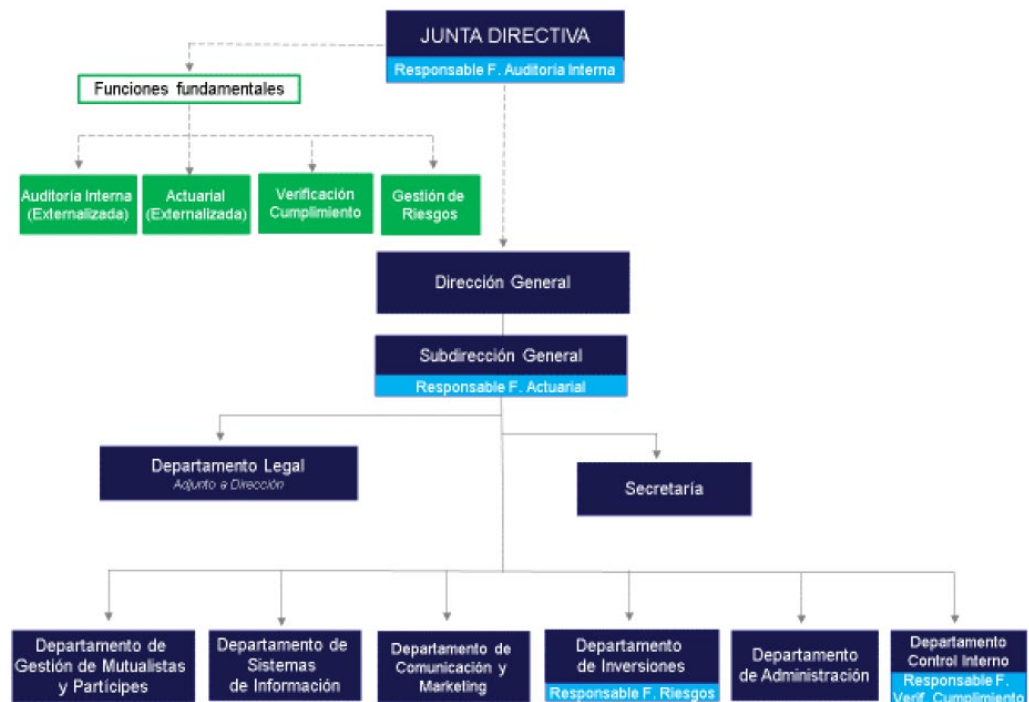 JUNTA DIRECTIVA
Responsable F. Auditoría Interna
Funciones fundamentales
Auditoría Interna
(Externalizada)
Actuarial
(Externalizada)
Verificación
Cumplimiento
Gestión de
Riesgos
Dirección General
Subdirección General
Responsable F. Actuarial
Departamento Legal
Adjunto a Dirección
Secretaría
Departamento de
Gestión de Mutualistas
y Partícipes
Departamento de
Sistemas
de Información
Departamento de
Comunicación y
Marketing
Departamento
de Inversiones
Responsable F. Riesgos
Departamento
de Administración
Departamento
Control Interno
Responsable F.
Verif. Cumplimiento